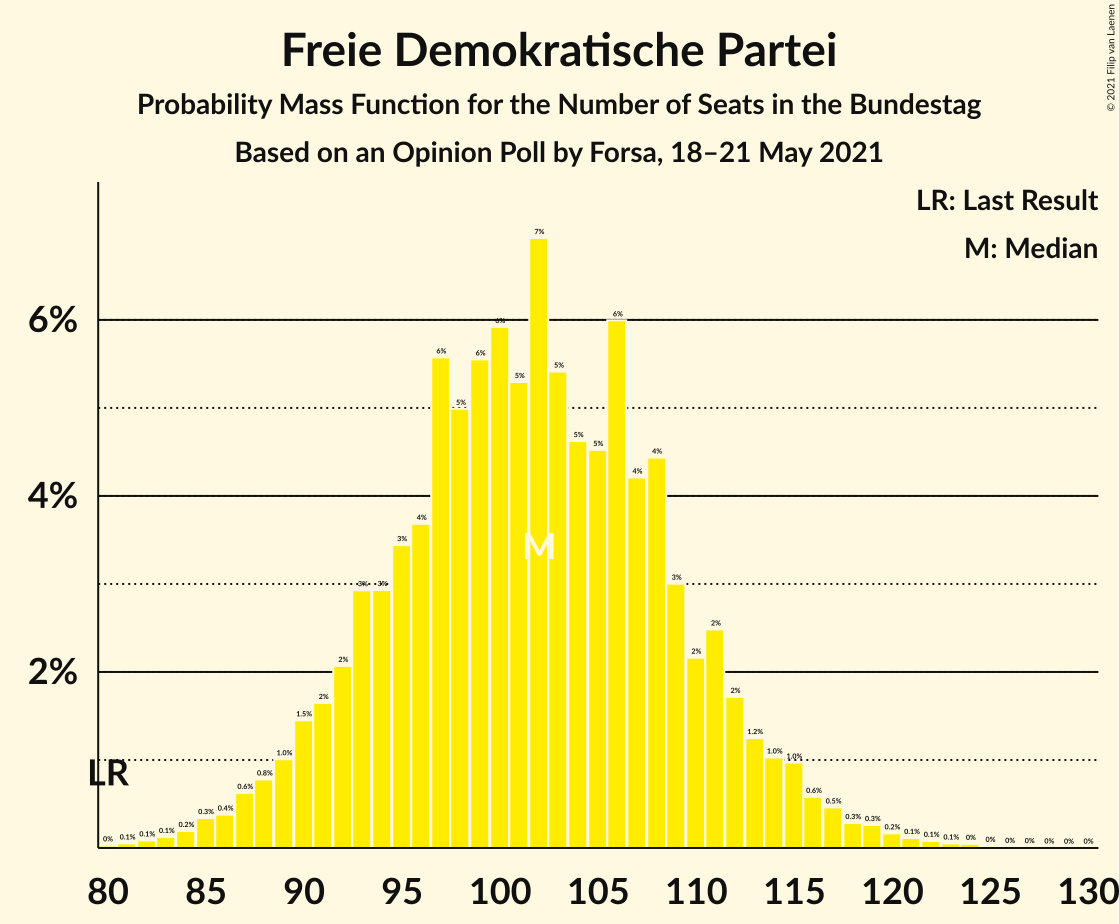 Freie Demokratische Partei
Probability Mass Function for the Number of Seats in the Bundestag
Based on an Opinion Poll by Forsa, 18–21 May 2021
© 2021 Filip van Laenen
LR: Last Result
M: Median
7%
6% 6% 6%
6% 6% 6% 5% 5%
5% 5% 5% 4% 4%
4%
4% 3%
M
3% 3% 3%
2% 2% 2% 2%
2% 1.5% 2%
1.2%
1.0% 1.0% 1.0%
LR
0.8% 0.6% 0.6%
0.4% 0.5%
0.3% 0.3% 0.3%
0% 0.1% 0.1% 0.1% 0.2% 0.2% 0.1% 0.1% 0.1% 0% 0% 0% 0% 0% 0% 0%
80 85 90 95 100 105 110 115 120 125 130